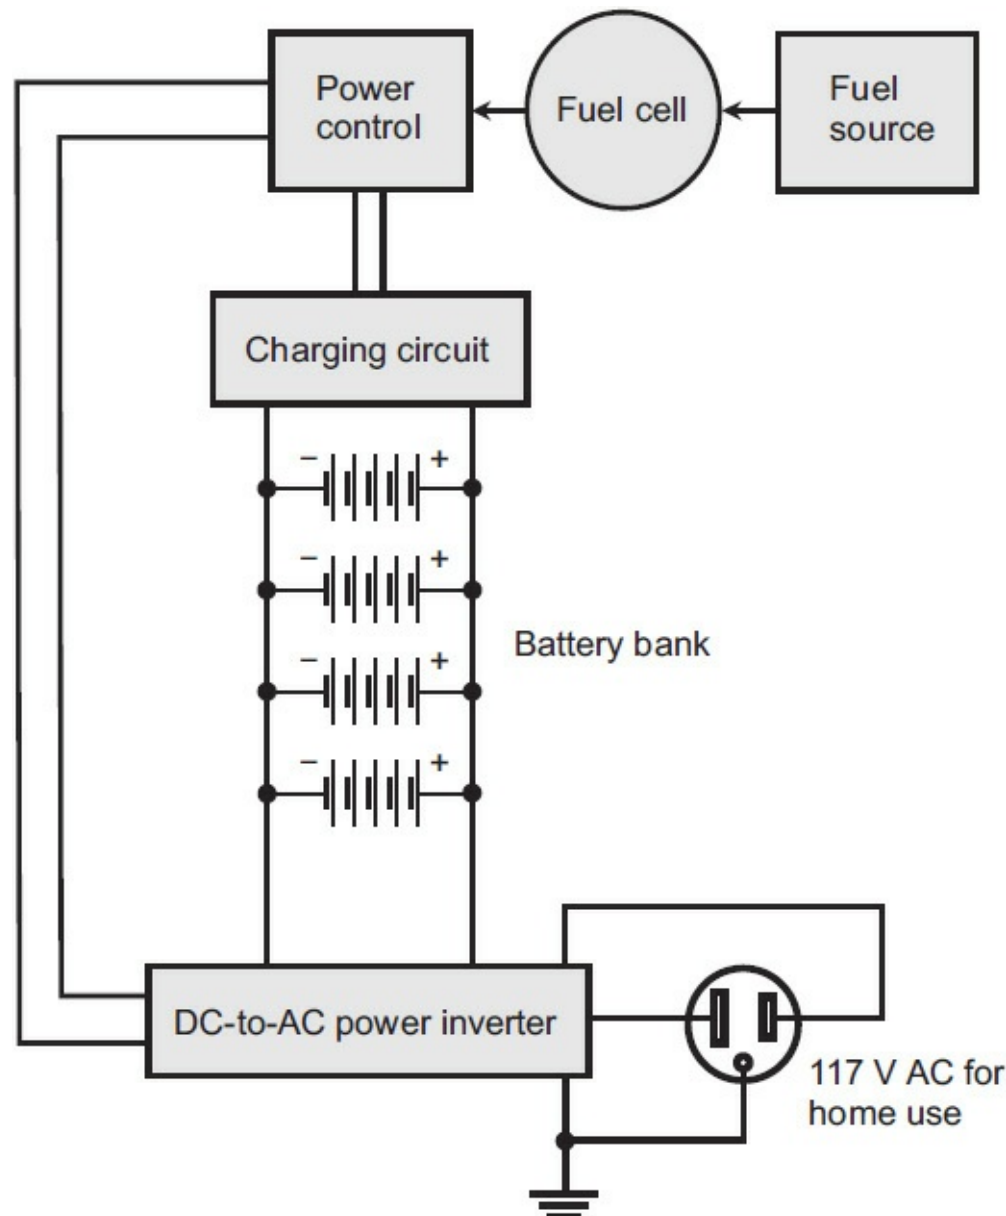 Power
control
Fuel cell
Fuel
source
Charging circuit
− +
− +
− +
− +
Battery bank
DC-to-AC power inverter
117 V AC for
home use